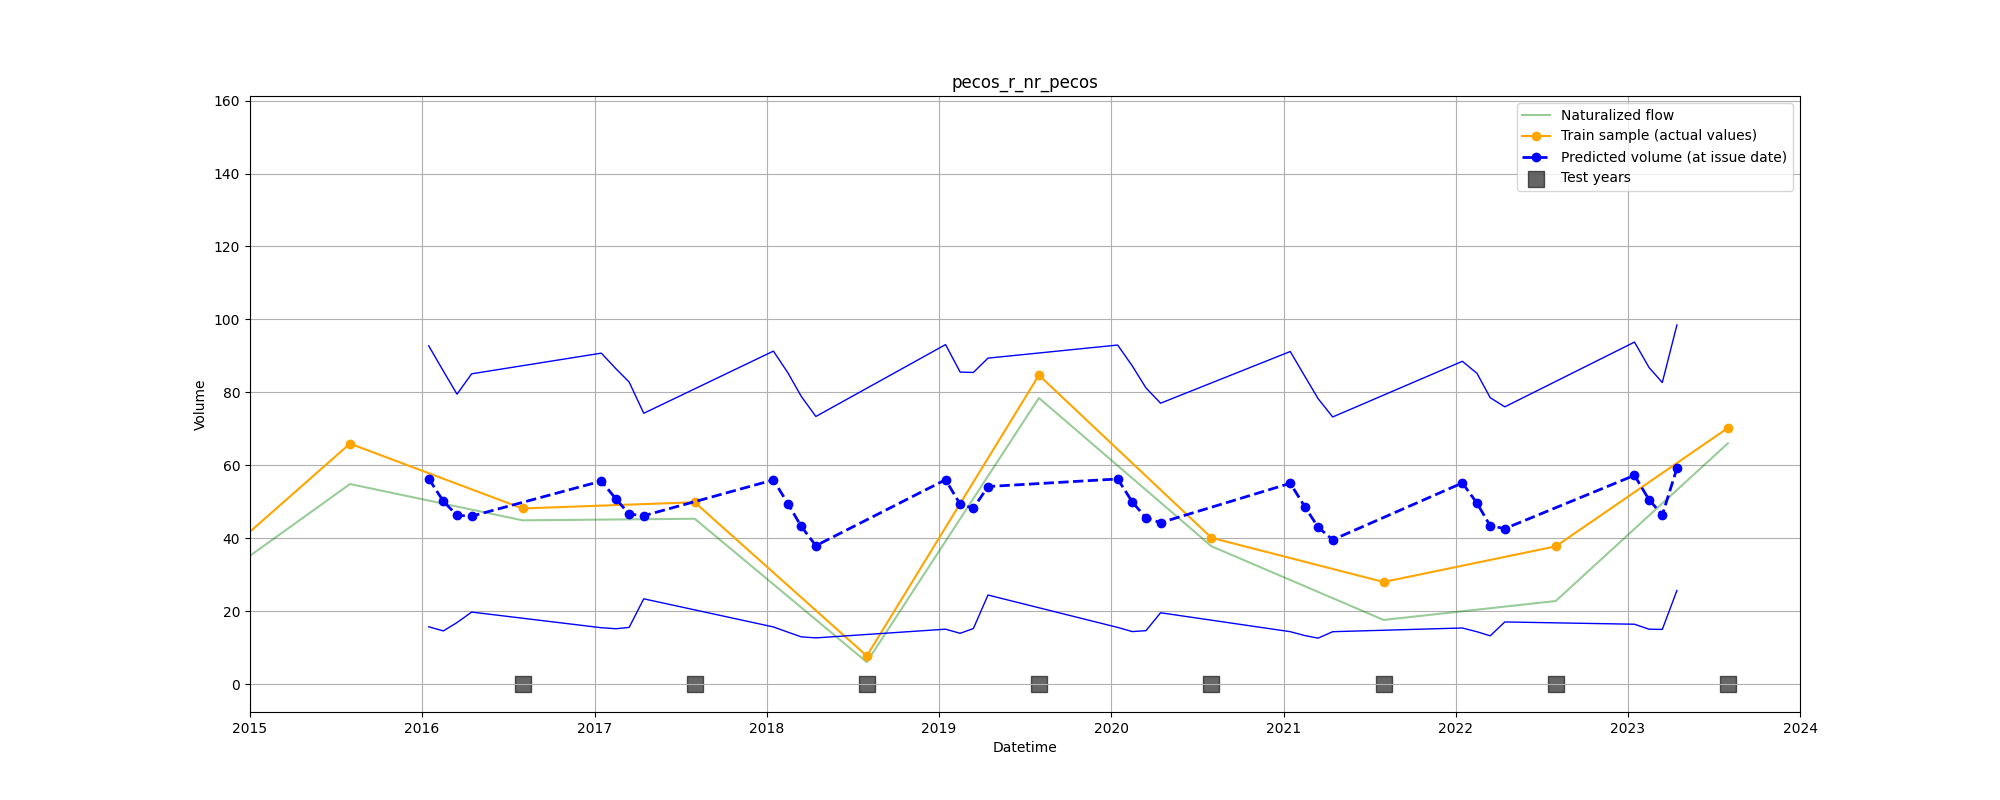 pecos_r_nr_pecos
160
140
120
100
80
60
40
20
0
Volume
Naturalized flow
Train sample (actual values)
Predicted volume (at issue date)
Test years
2015 2016 2017 2018 2019 2020 2021 2022 2023 2024
Datetime